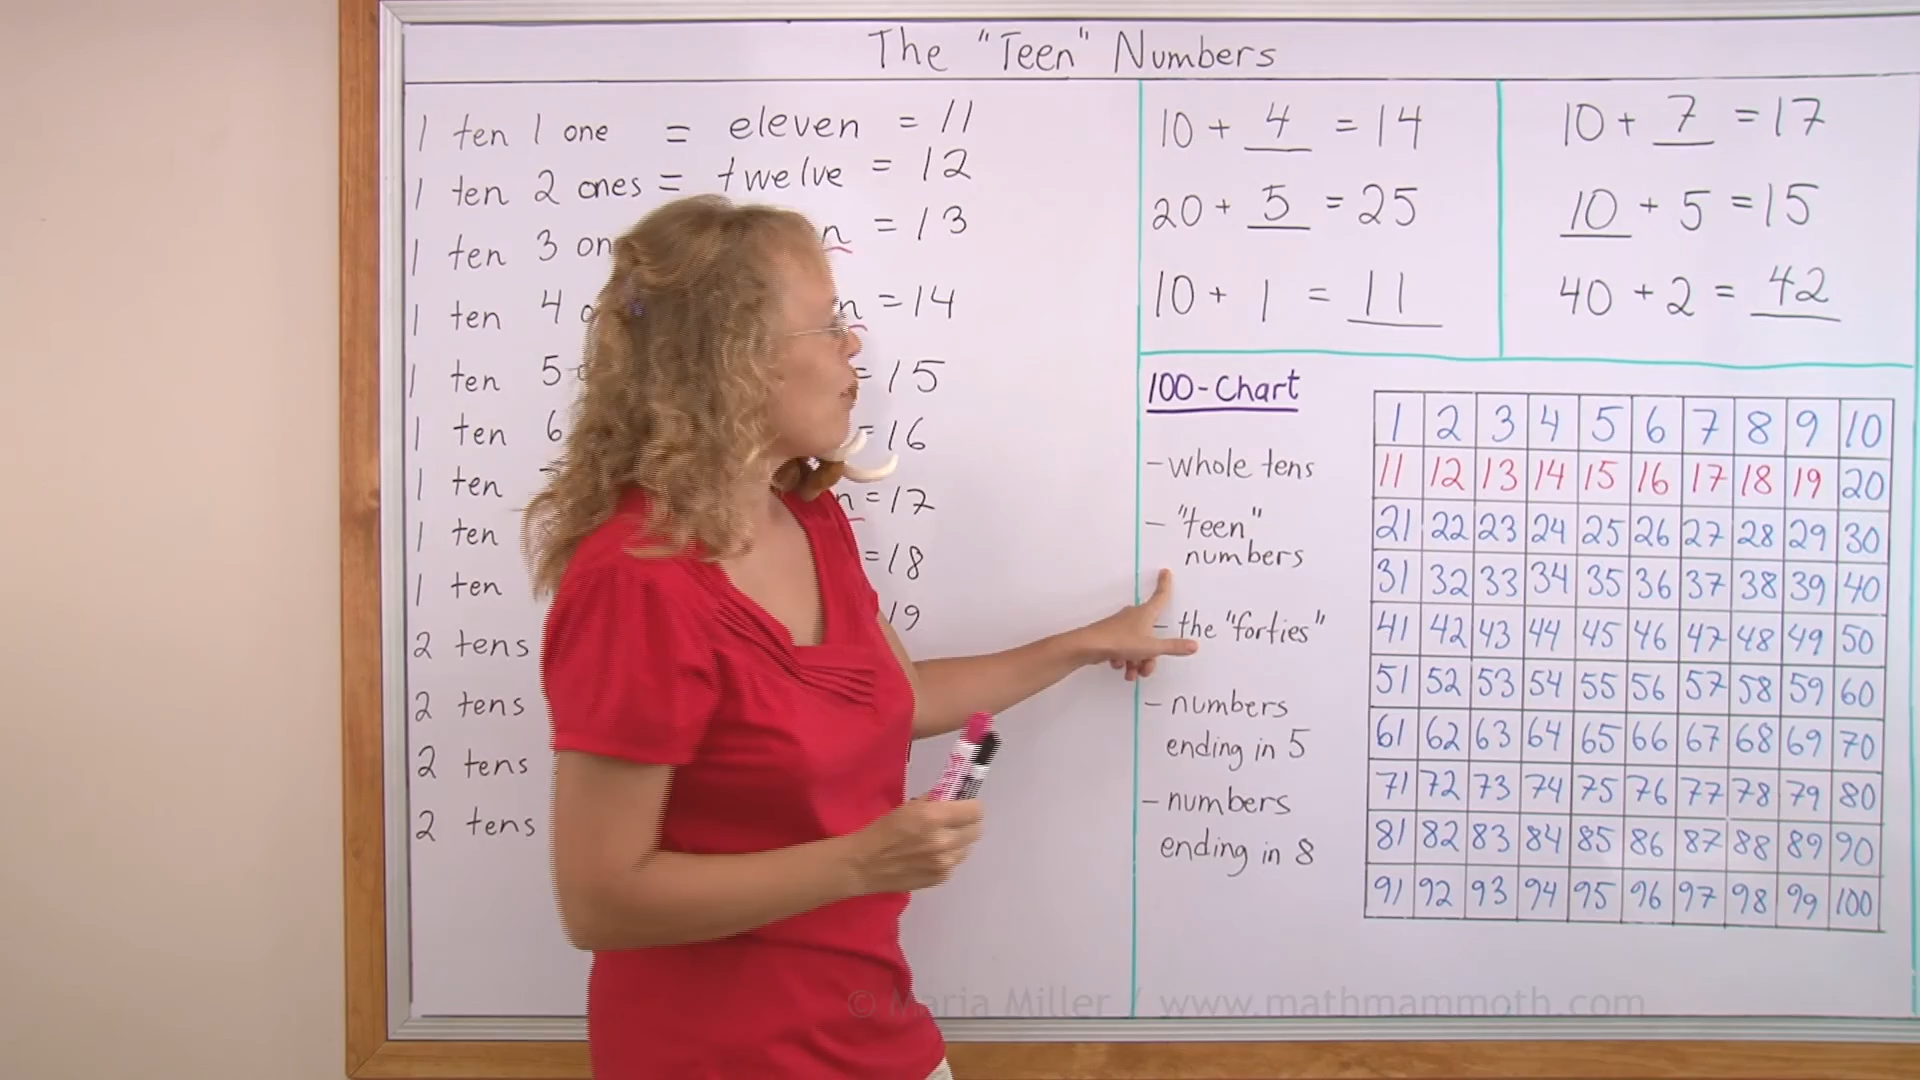 The "Teen" Numbers
1 ten 1 one = eleven = 11
1 ten 2 ones = twelve = 12
1 ten 3 = 13
1 ten 4 = 14
1 ten 5 = 15
1 ten 6 = 16
1 ten = 17
1 ten = 18
1 ten 19
2 tens
2 tens
2 tens
2 tens
10 + 4 = 14
20 + 5 = 25
10 + 1 = 11
10 + 7 = 17
10 + 5 = 15
40 + 2 = 42
100-Chart
- whole tens
- "teen"
numbers
- the "forties"
- numbers
ending in 5
- numbers
ending in 8
1 2 3 4 5 6 7 8 9 10
11 12 13 14 15 16 17 18 19 20
21 22 23 24 25 26 27 28 29 30
31 32 33 34 35 36 37 38 39 40
41 42 43 44 45 46 47 48 49 50
51 52 53 54 55 56 57 58 59 60
61 62 63 64 65 66 67 68 69 70
71 72 73 74 75 76 77 78 79 80
81 82 83 84 85 86 87 88 89 90
91 92 93 94 95 96 97 98 99 100
© Maria Miller / www.mathmammoth.com